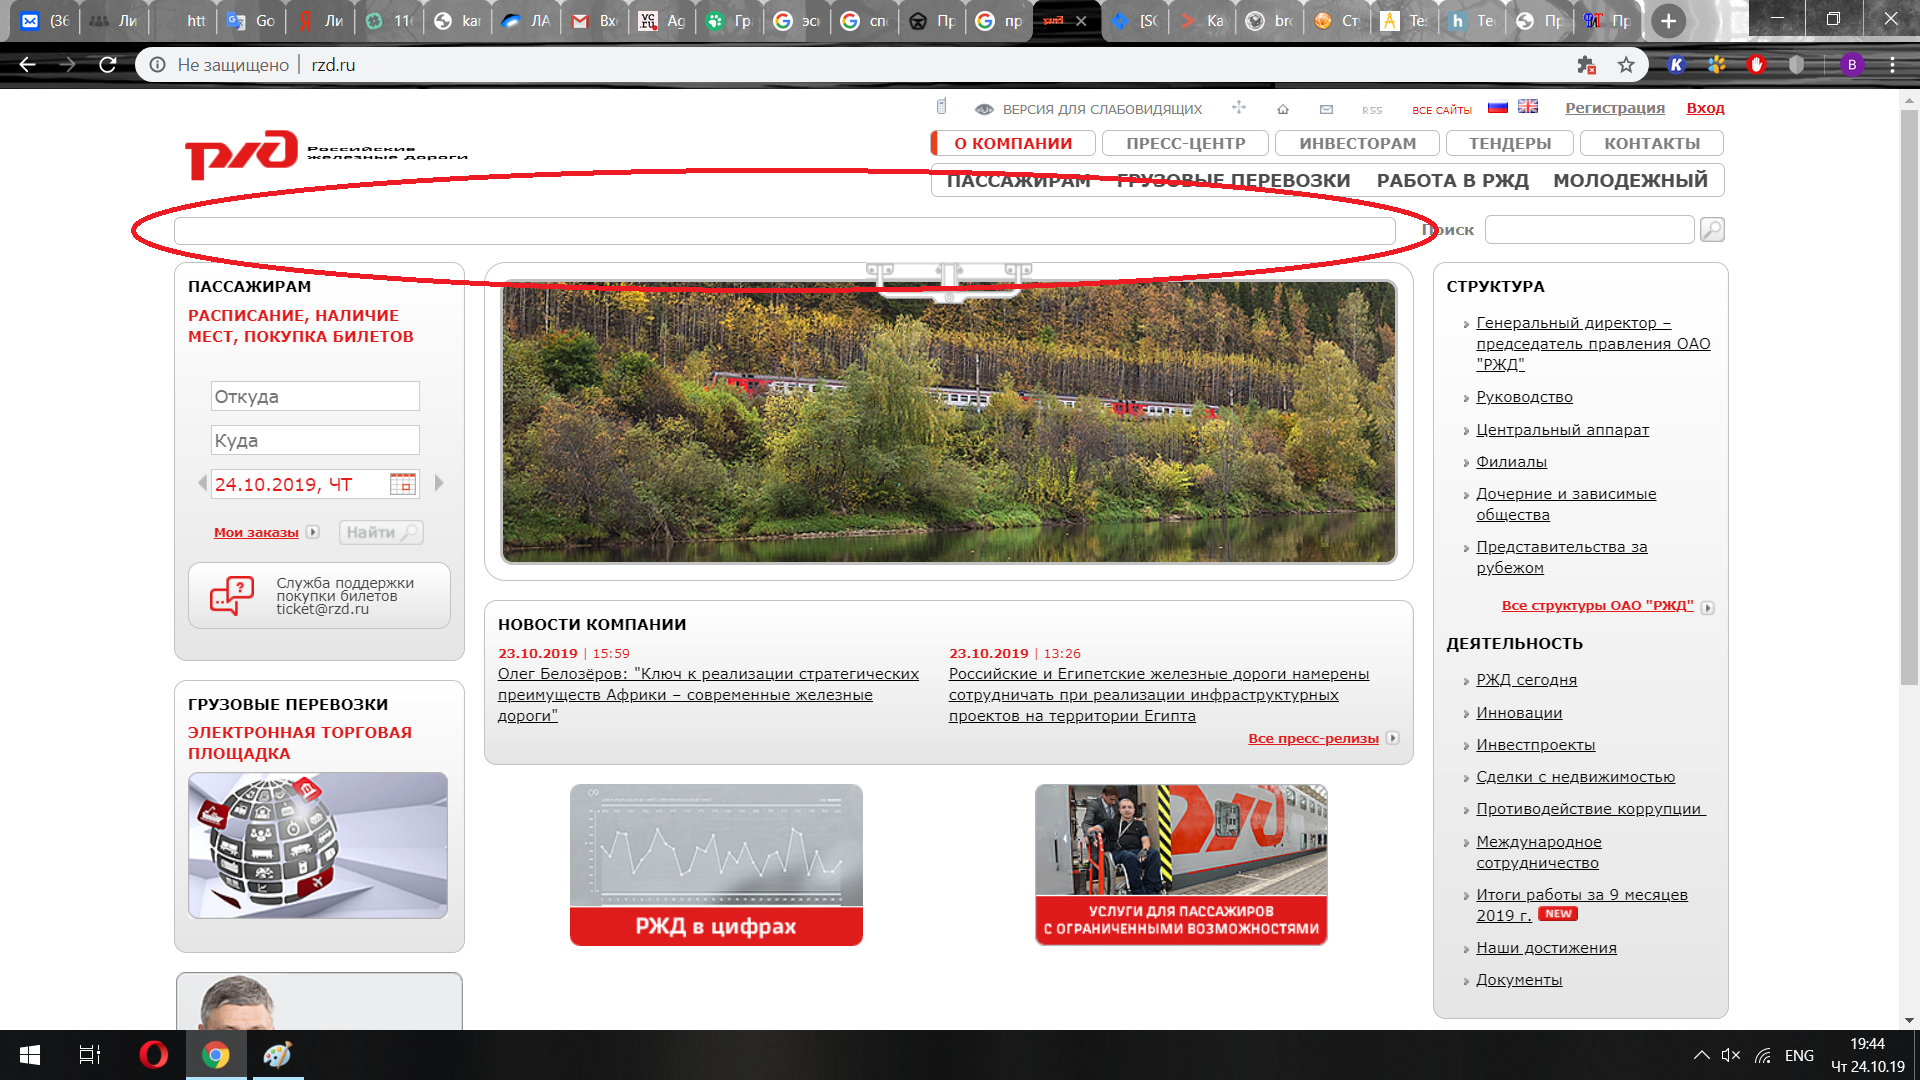 (36
Ли
htt
Go
Ли
110
kar
ЛА
Вх
Ag
Гра
эск
спо
Пр
пр
[SC
Ка
bro
Ст
Tes
Tec
Пр
Пр
Не защищено | rzd.ru
ВЕРСИЯ ДЛЯ СЛАБОВИДЯЩИХ RSS ВСЕ САЙТЫ Регистрация Вход
Российские
железные дороги
О КОМПАНИИ ПРЕСС-ЦЕНТР ИНВЕСТОРАМ ТЕНДЕРЫ КОНТАКТЫ
ПАССАЖИРАМ ГРУЗОВЫЕ ПЕРЕВОЗКИ РАБОТА В РЖД МОЛОДЕЖНЫЙ
Поиск
ПАССАЖИРАМ
РАСПИСАНИЕ, НАЛИЧИЕ
МЕСТ, ПОКУПКА БИЛЕТОВ
Откуда
Куда
24.10.2019, ЧТ
Мои заказы Найти
Служба поддержки
покупки билетов
ticket@rzd.ru
ГРУЗОВЫЕ ПЕРЕВОЗКИ
ЭЛЕКТРОННАЯ ТОРГОВАЯ
ПЛОЩАДКА
НОВОСТИ КОМПАНИИ
23.10.2019 | 15:59
Олег Белозёров: "Ключ к реализации стратегических
преимуществ Африки – современные железные
дороги"
23.10.2019 | 13:26
Российские и Египетские железные дороги намерены
сотрудничать при реализации инфраструктурных
проектов на территории Египта
Все пресс-релизы
РЖД в цифрах
УСЛУГИ ДЛЯ ПАССАЖИРОВ
С ОГРАНИЧЕННЫМИ ВОЗМОЖНОСТЯМИ
СТРУКТУРА
Генеральный директор –
председатель правления ОАО
"РЖД"
Руководство
Центральный аппарат
Филиалы
Дочерние и зависимые
общества
Представительства за
рубежом
Все структуры ОАО "РЖД"
ДЕЯТЕЛЬНОСТЬ
РЖД сегодня
Инновации
Инвестпроекты
Сделки с недвижимостью
Противодействие коррупции
Международное
сотрудничество
Итоги работы за 9 месяцев
2019 г. NEW
Наши достижения
Документы
ENG
19:44
Чт 24.10.19